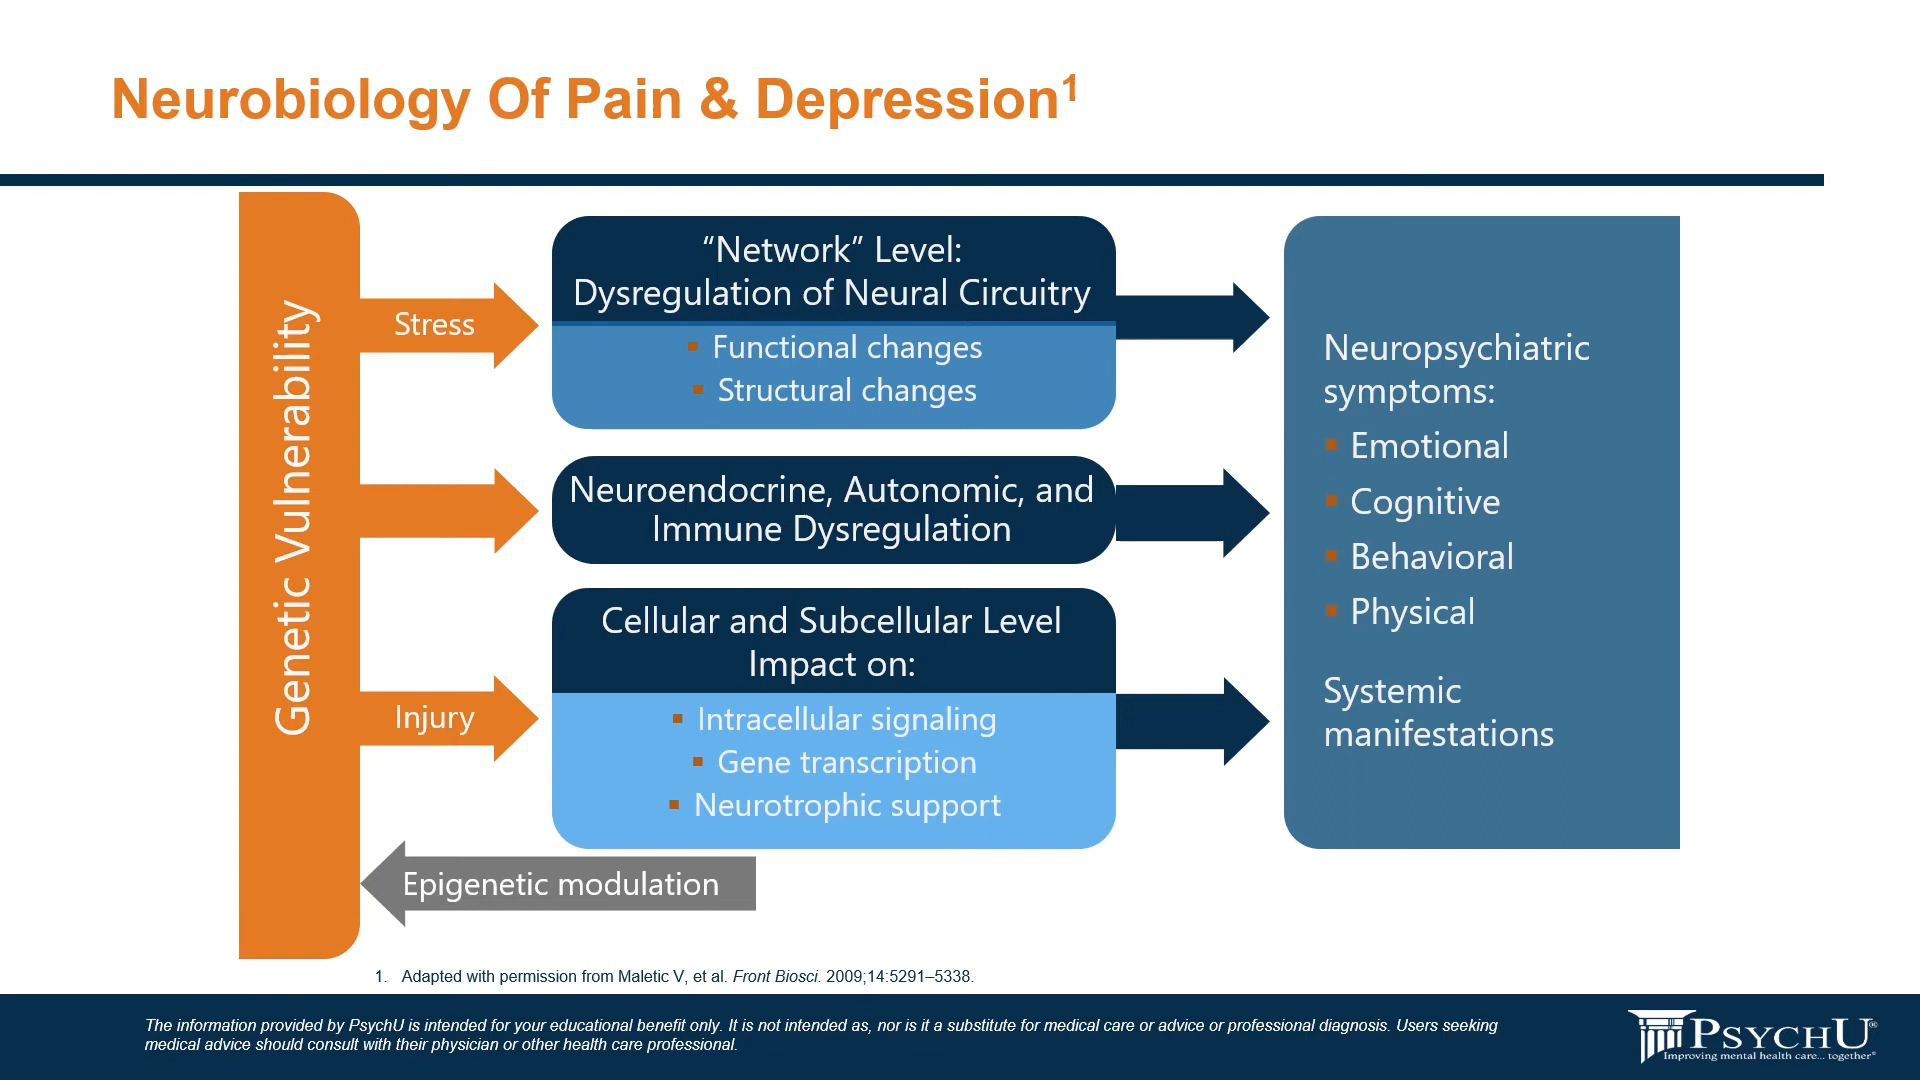 Neurobiology Of Pain & Depression¹
Genetic Vulnerability
Stress
Injury
“Network” Level:
Dysregulation of Neural Circuitry
▪ Functional changes
▪ Structural changes
Neuroendocrine, Autonomic, and
Immune Dysregulation
Cellular and Subcellular Level
Impact on:
▪ Intracellular signaling
▪ Gene transcription
▪ Neurotrophic support
Epigenetic modulation
Neuropsychiatric
symptoms:
▪ Emotional
▪ Cognitive
▪ Behavioral
▪ Physical
Systemic
manifestations
1. Adapted with permission from Maletic V, et al. Front Biosci. 2009;14:5291–5338.
The information provided by PsychU is intended for your educational benefit only. It is not intended as, nor is it a substitute for medical care or advice or professional diagnosis. Users seeking
medical advice should consult with their physician or other health care professional.
PSYCHU®
Improving mental health care... together®